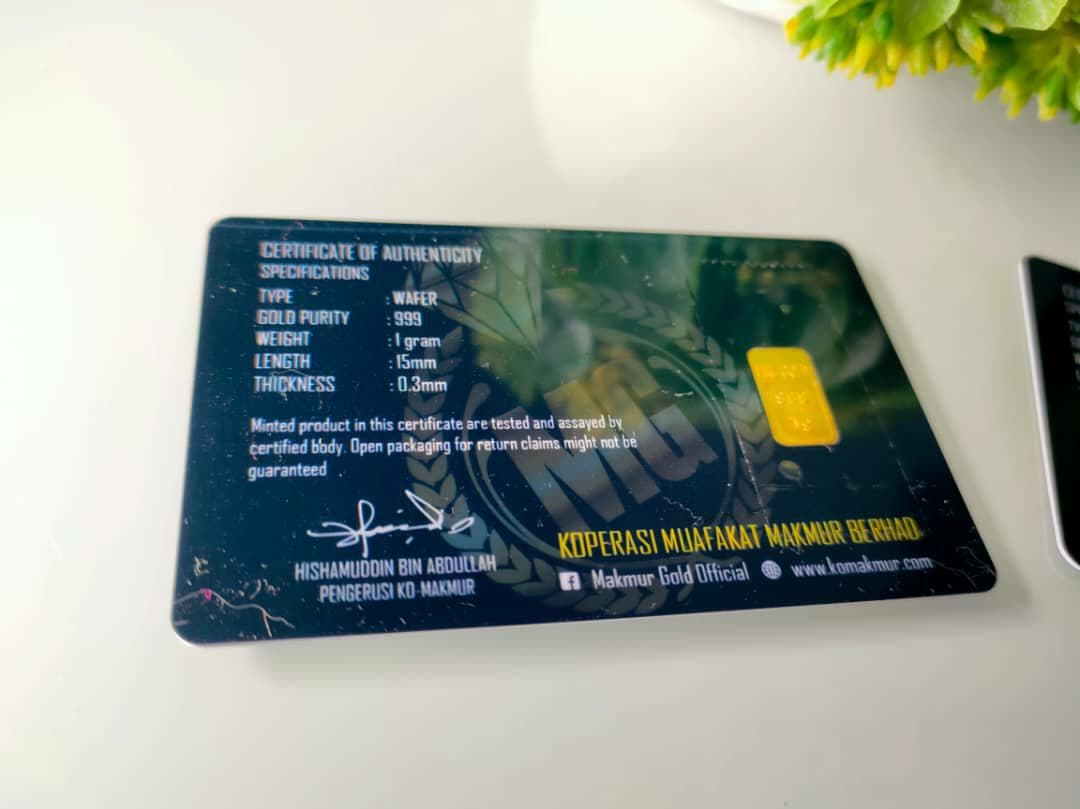 CERTIFICATE OF AUTHENTICITY
SPECIFICATIONS
TYPE : WAFER
GOLD PURITY : 999
WEIGHT : 1 gram
LENGTH : 15mm
THICKNESS : 0.3mm
Minted product in this certificate are tested and assayed by
certified body. Open packaging for return claims might not be
guaranteed
MG
HISHAMUDDIN BIN ABDULLAH
PENGERUSI KO-MAKMUR
KOPERASI MUAFAKAT MAKMUR BERHAD
Makmur Gold Official www.komakmur.com